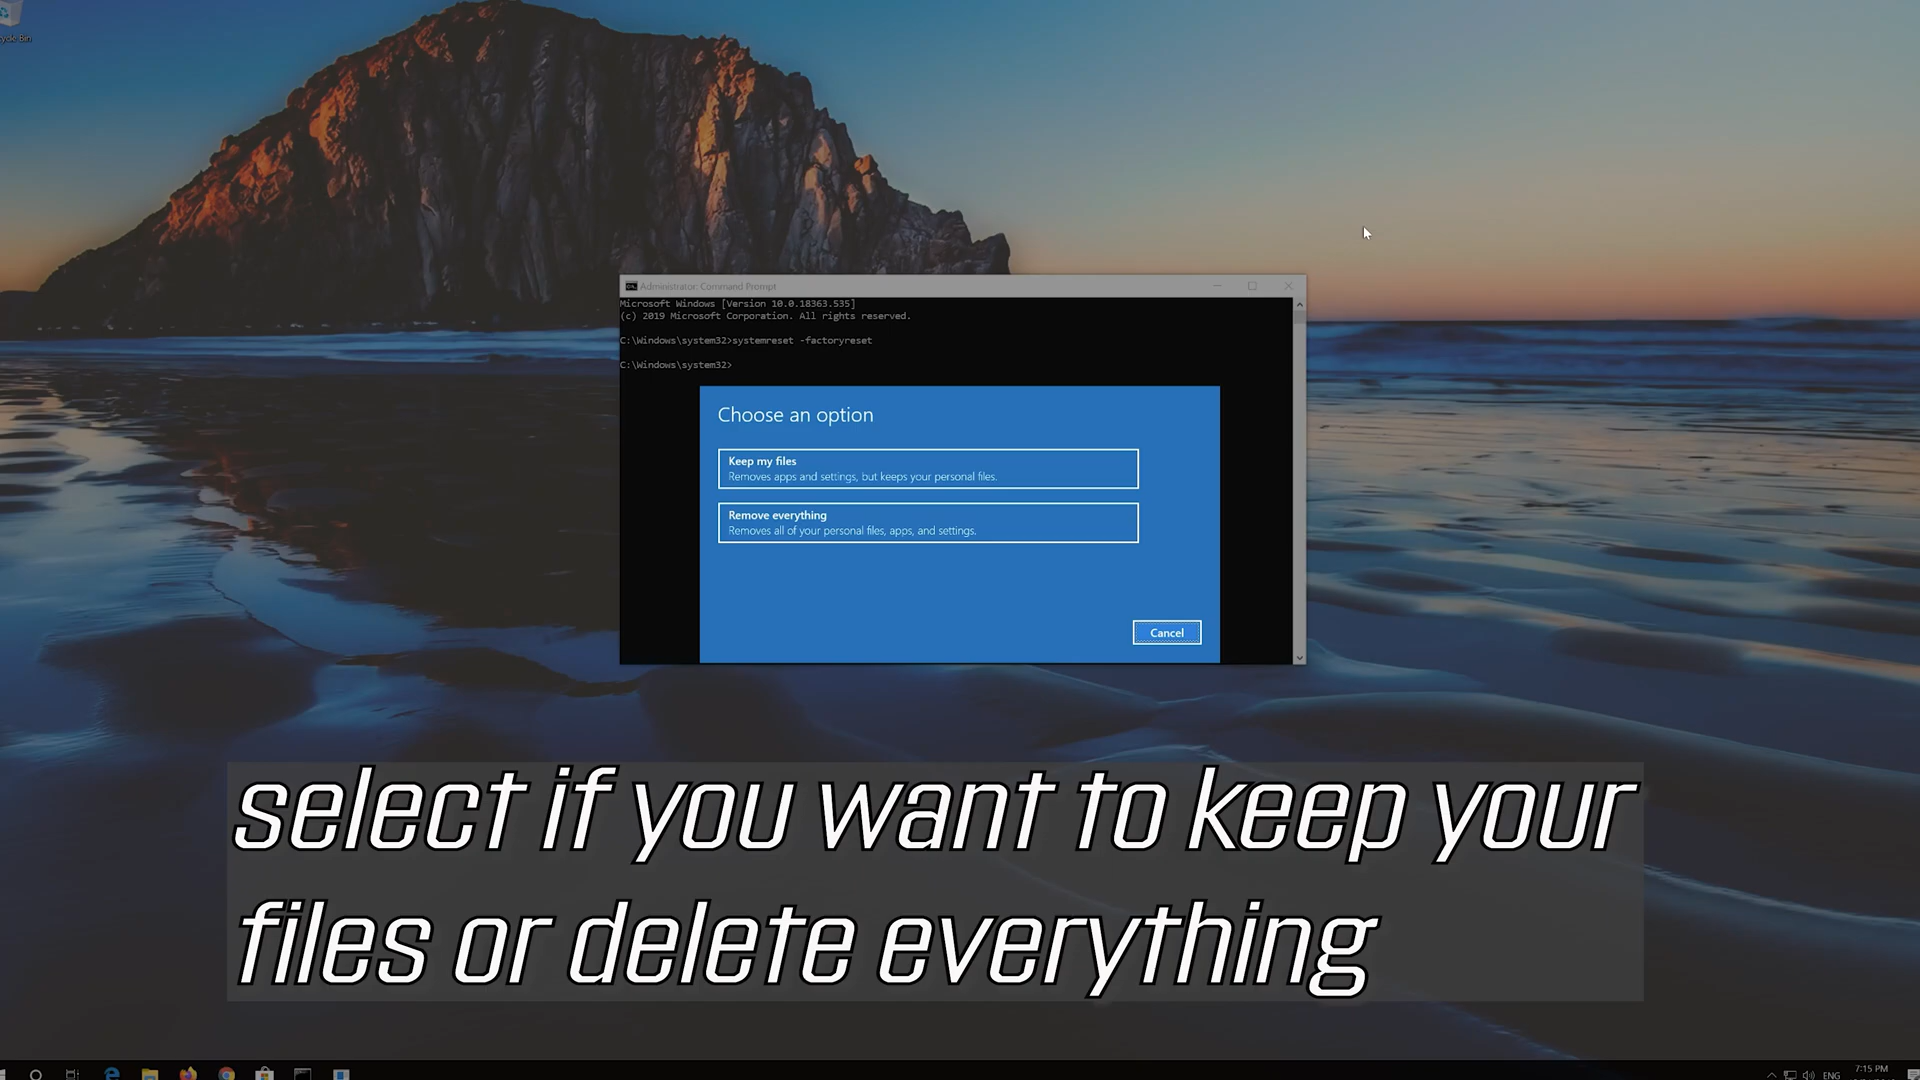 Administrator: Command Prompt
Microsoft Windows [Version 10.0.18363.535]
(c) 2019 Microsoft Corporation. All rights reserved.
C:\Windows\system32>systemreset -factoryreset
C:\Windows\system32>
Choose an option
Keep my files
Removes apps and settings, but keeps your personal files.
Remove everything
Removes all of your personal files, apps, and settings.
Cancel
select if you want to keep your
files or delete everything
ENG
7:15 PM